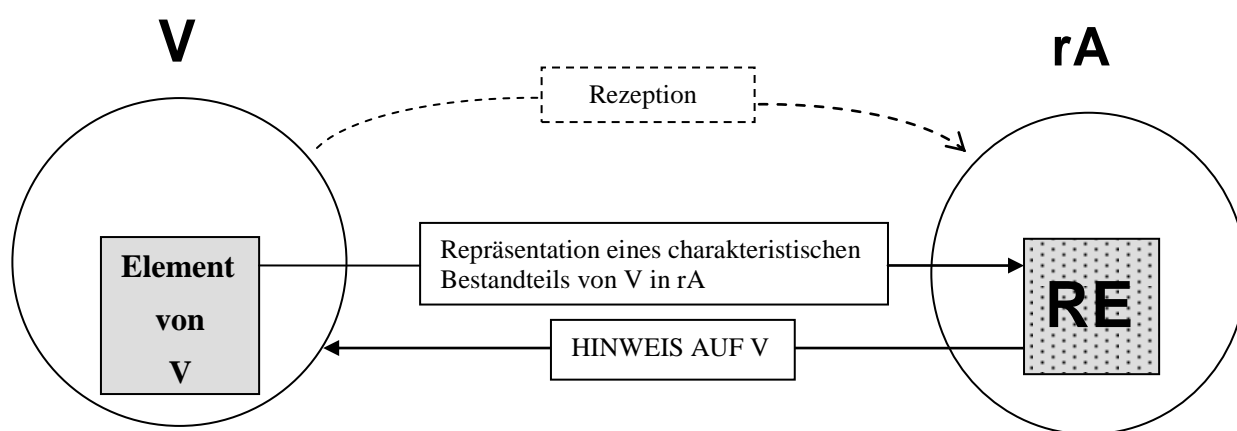 V
rA
Rezeption
Element
von
V
Repräsentation eines charakteristischen
Bestandteils von V in rA
RE
HINWEIS AUF V